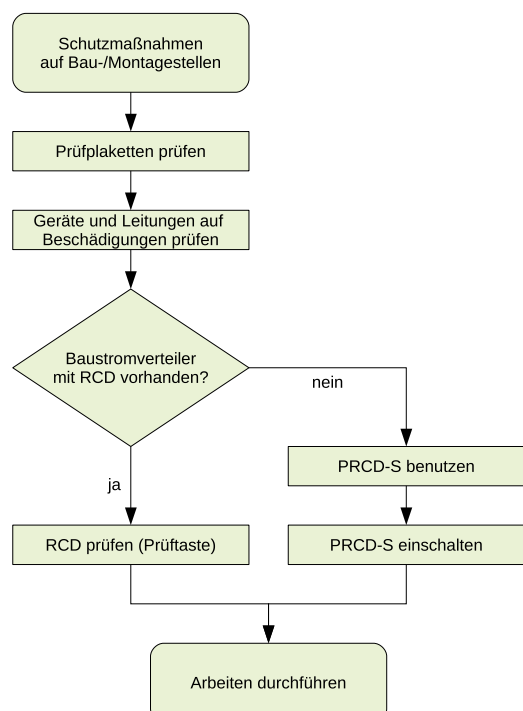 Schutzmaßnahmen
auf Bau-/Montagestellen
Prüfplaketten prüfen
Geräte und Leitungen auf
Beschädigungen prüfen
Baustromverteiler
mit RCD vorhanden?
nein
PRCD-S benutzen
ja
RCD prüfen (Prüftaste)
PRCD-S einschalten
Arbeiten durchführen